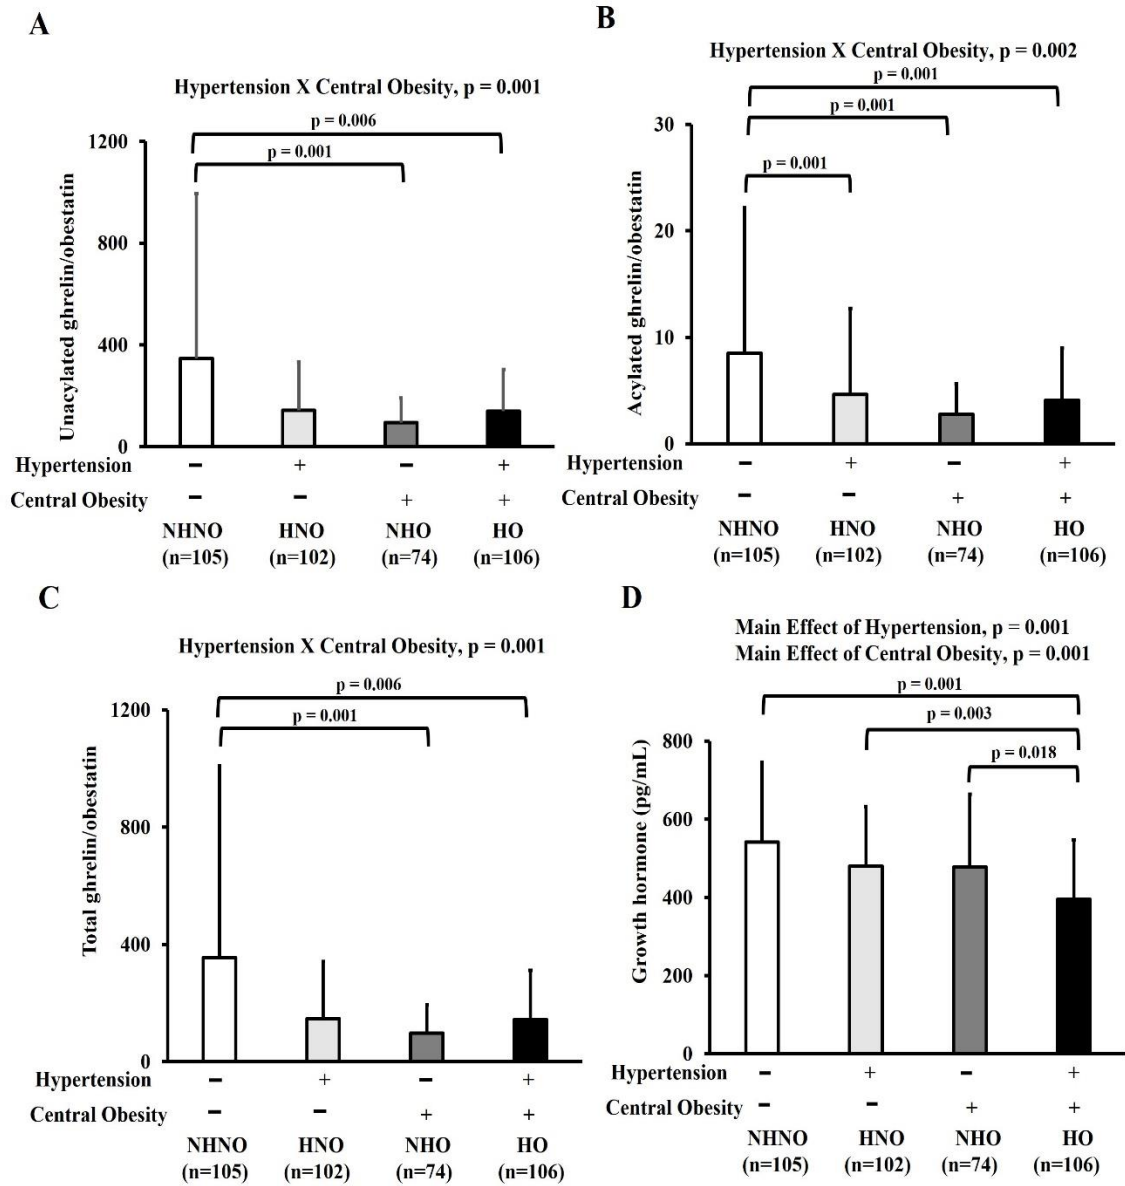 A
Hypertension X Central Obesity, p = 0.001
p = 0.006
p = 0.001
1200
800
400
0
Unacylated ghrelin/obestatin
Hypertension − + − +
Central Obesity − − + +
NHNO HNO NHO HO
(n=105) (n=102) (n=74) (n=106)
B
Hypertension X Central Obesity, p = 0.002
p = 0.001
p = 0.001
p = 0.001
30
20
10
0
Acylated ghrelin/obestatin
Hypertension − + − +
Central Obesity − − + +
NHNO HNO NHO HO
(n=105) (n=102) (n=74) (n=106)
C
Hypertension X Central Obesity, p = 0.001
p = 0.006
p = 0.001
1200
800
400
0
Total ghrelin/obestatin
Hypertension − + − +
Central Obesity − − + +
NHNO HNO NHO HO
(n=105) (n=102) (n=74) (n=106)
D
Main Effect of Hypertension, p = 0.001
Main Effect of Central Obesity, p = 0.001
p = 0.001
p = 0.003
p = 0.018
800
600
400
200
0
Growth hormone (pg/mL)
Hypertension − + − +
Central Obesity − − + +
NHNO HNO NHO HO
(n=105) (n=102) (n=74) (n=106)